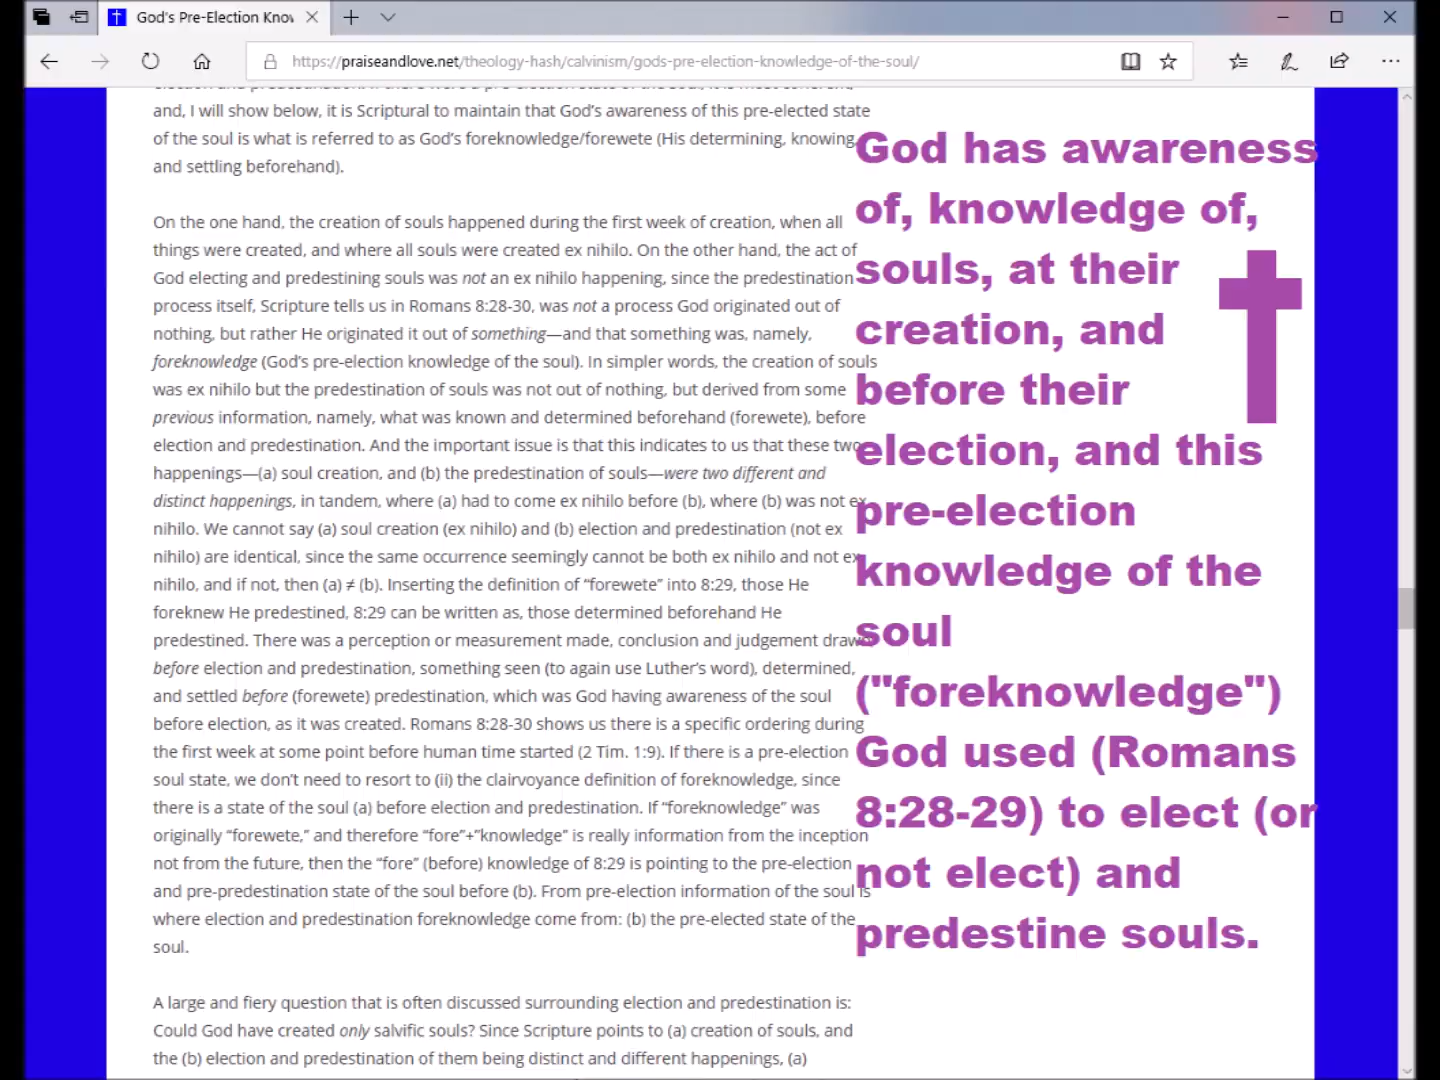 God's Pre-Election Know
https://praiseandlove.net/theology-hash/calvinism/gods-pre-election-knowledge-of-the-soul/
and, I will show below, it is Scriptural to maintain that God’s awareness of this pre-elected state
of the soul is what is referred to as God’s foreknowledge/forewete (His determining, knowing,
and settling beforehand).
On the one hand, the creation of souls happened during the first week of creation, when all
things were created, and where all souls were created ex nihilo. On the other hand, the act of
God electing and predestining souls was not an ex nihilo happening, since the predestination
process itself, Scripture tells us in Romans 8:28-30, was not a process God originated out of
nothing, but rather He originated it out of something—and that something was, namely,
foreknowledge (God’s pre-election knowledge of the soul). In simpler words, the creation of souls
was ex nihilo but the predestination of souls was not out of nothing, but derived from some
previous information, namely, what was known and determined beforehand (forewete), before
election and predestination. And the important issue is that this indicates to us that these two
happenings—(a) soul creation, and (b) the predestination of souls—were two different and
distinct happenings, in tandem, where (a) had to come ex nihilo before (b), where (b) was not ex
nihilo. We cannot say (a) soul creation (ex nihilo) and (b) election and predestination (not ex
nihilo) are identical, since the same occurrence seemingly cannot be both ex nihilo and not ex
nihilo, and if not, then (a) ≠ (b). Inserting the definition of “forewete” into 8:29, those He
foreknew He predestined, 8:29 can be written as, those determined beforehand He
predestined. There was a perception or measurement made, conclusion and judgement drawn
before election and predestination, something seen (to again use Luther’s word), determined,
and settled before (forewete) predestination, which was God having awareness of the soul
before election, as it was created. Romans 8:28-30 shows us there is a specific ordering during
the first week at some point before human time started (2 Tim. 1:9). If there is a pre-election
soul state, we don’t need to resort to (ii) the clairvoyance definition of foreknowledge, since
there is a state of the soul (a) before election and predestination. If “foreknowledge” was
originally “forewete,” and therefore “fore”+“knowledge” is really information from the inception
not from the future, then the “fore” (before) knowledge of 8:29 is pointing to the pre-election
and pre-predestination state of the soul before (b). From pre-election information of the soul is
where election and predestination foreknowledge come from: (b) the pre-elected state of the
soul.
A large and fiery question that is often discussed surrounding election and predestination is:
Could God have created only salvific souls? Since Scripture points to (a) creation of souls, and
the (b) election and predestination of them being distinct and different happenings, (a)
God has awareness
of, knowledge of,
souls, at their
creation, and
before their
election, and this
pre-election
knowledge of the
soul
("foreknowledge")
God used (Romans
8:28-29) to elect (or
not elect) and
predestine souls.